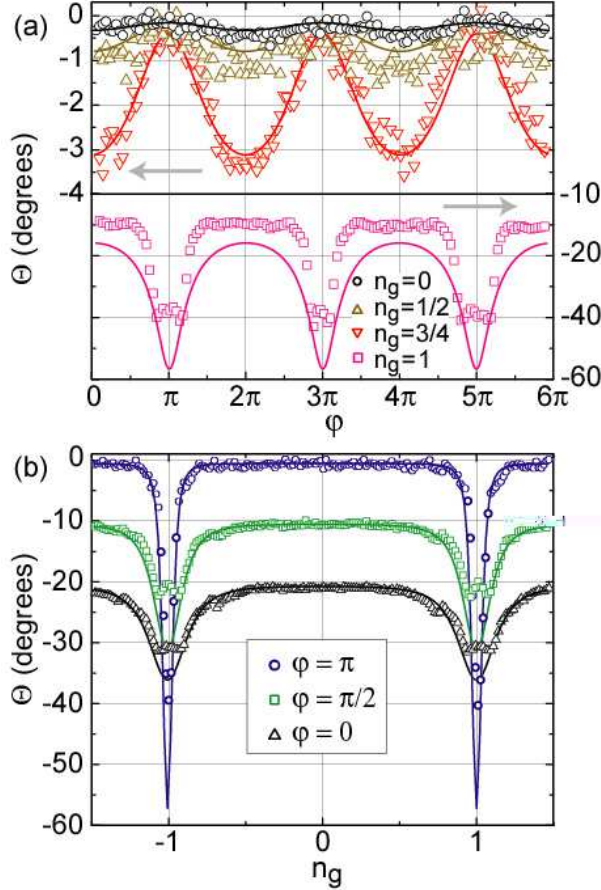 (a)
0
-1
-2
-3
-4
-10
-20
-40
-60
Θ (degrees)
n_g=0
n_g=1/2
n_g=3/4
n_g=1
0 π 2π 3π 4π 5π 6π
φ
(b)
0
-10
-20
-30
-40
-50
-60
Θ (degrees)
φ = π
φ = π/2
φ = 0
-1 0 1
n_g